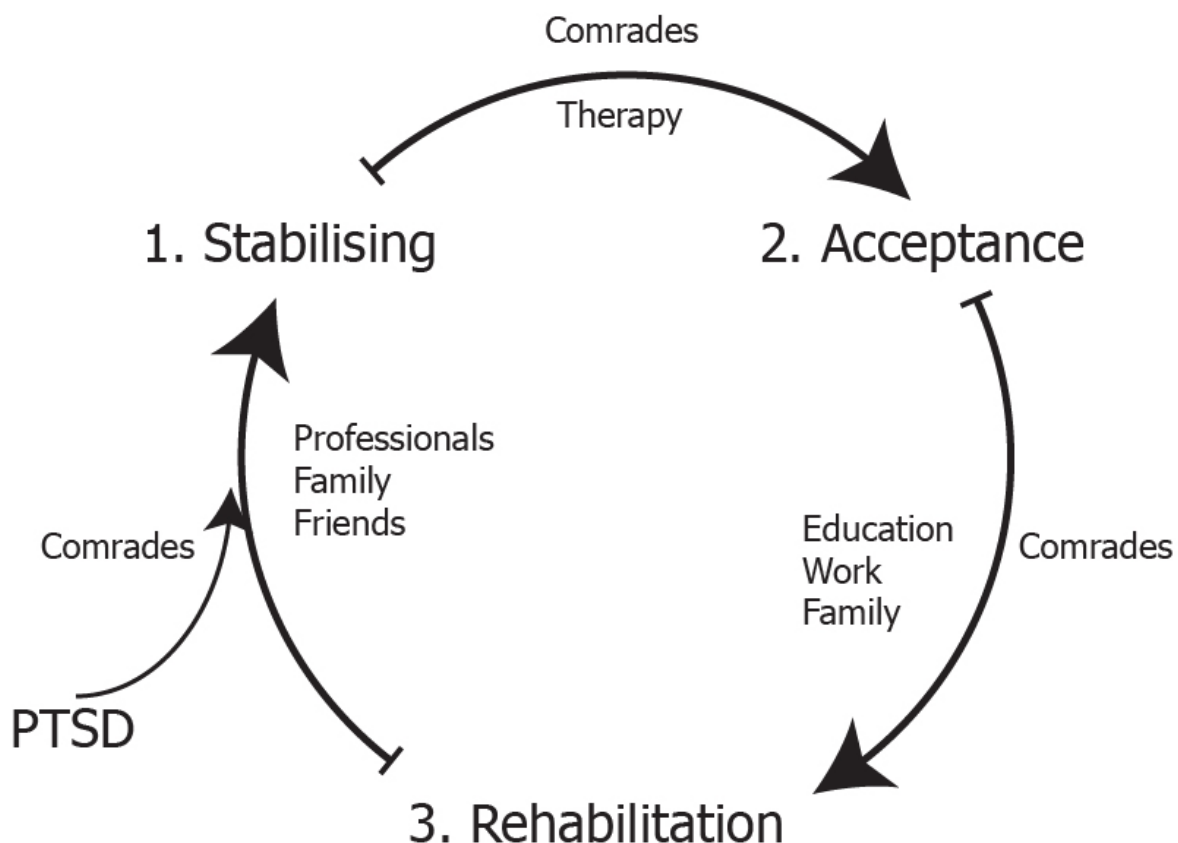 Comrades
Therapy
1. Stabilising
2. Acceptance
Professionals
Family
Friends
Comrades
Education
Work
Family
Comrades
PTSD
3. Rehabilitation